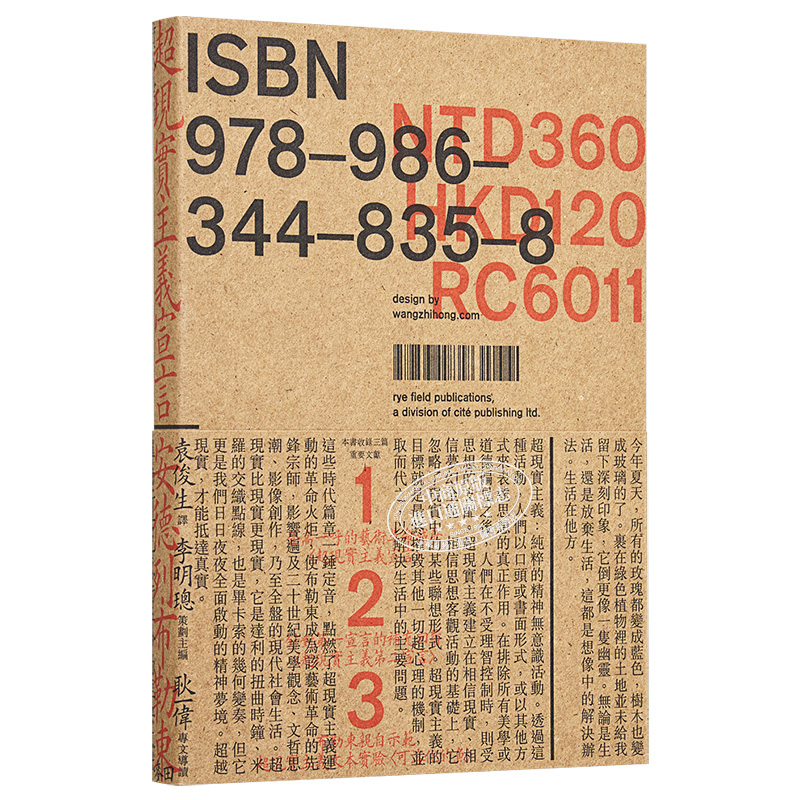 超現實主義宣言 安德列布勒東
麥田
ISBN
978–986–
344–835–8
NTD360
HKD120
RC6011
design by
wangzhihong.com
rye field publications,
a division of cité publishing ltd.
今年夏天，所有的玫瑰都變成藍色，樹木也變
成玻璃的了。裹在綠色植物裡的土地並未給我
留下深刻印象，它倒更像一隻幽靈。無論是生
活，還是放棄生活，這都是想像中的解決辦
法。生活在他方。
超現實主義：純粹的精神無意識活動。透過這
種活動，人們以口頭或書面形式，或以其他方
式來表達思想的真正作用。在排除所有美學或
道德偏見之後，人們在不受理智控制時，則受
思想的支配。超現實主義建立在相信現實，相
信夢幻 相信思想客觀活動的基礎上，它
忽略了現實中的某些聯想形式。超現實主義的
目標就是最終摧毀其他一切超心理的機制，並
取而代之，以解決生活中的主要問題。
本書收錄三篇
重要文獻
1
2
3
這些時代篇章一錘定音，點燃了超現實主義運
動的革命火炬，使布勒東成為該藝術革命的先
鋒宗師，影響遍及二十世紀美學觀念、文哲思
潮、影像創作，乃至全盤的現代社會生活。超
現實比現實更現實，它是達利的扭曲時鐘，米
羅的交織點線，也是畢卡索的幾何變奏，但它
更是我們日日夜夜全面啟動的精神夢境。超越
現實，才能抵達真實。
袁俊生 譯 李明璁 策劃主編 耿一偉 專文導讀